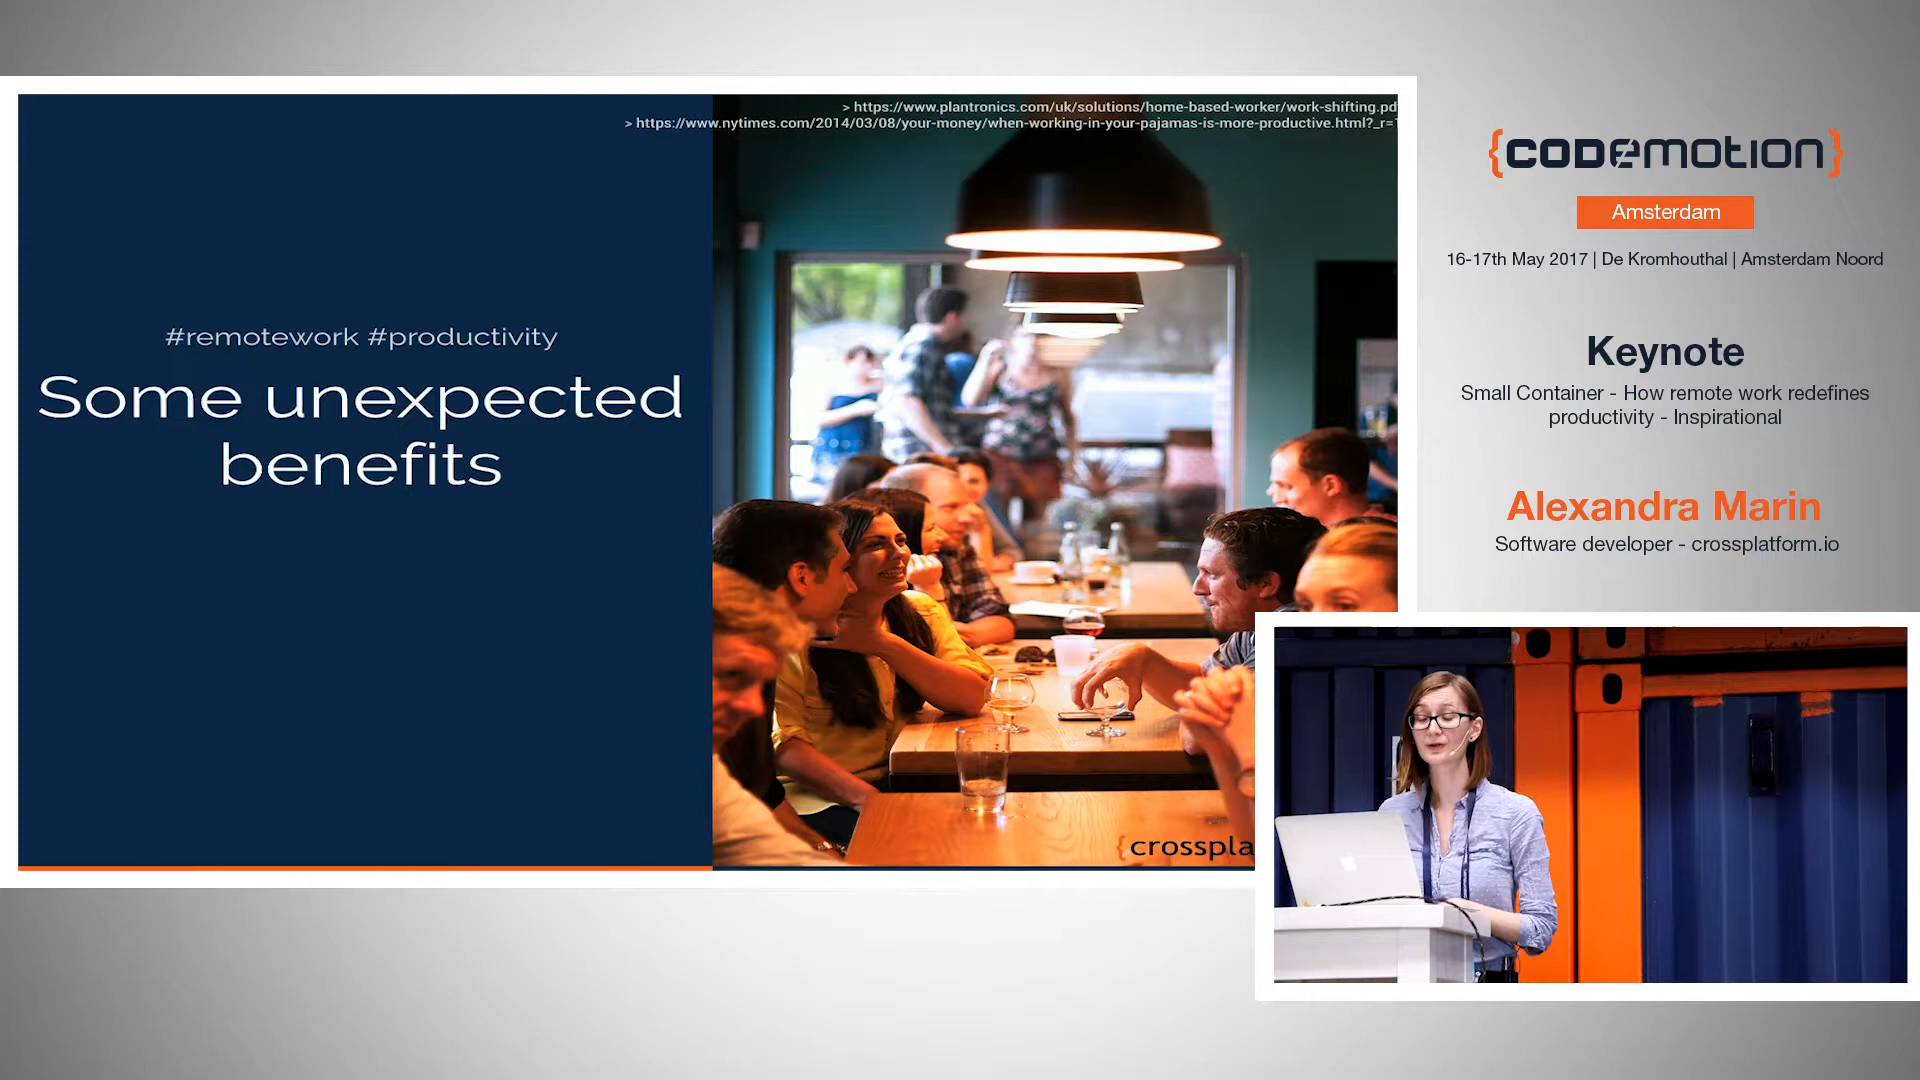 > https://www.plantronics.com/uk/solutions/home-based-worker/work-shifting.pd
> https://www.nytimes.com/2014/03/08/your-money/when-working-in-your-pajamas-is-more-productive.html?_r=1
#remotework #productivity
Some unexpected
benefits
{crosspla
{CODEMOTION}
Amsterdam
16-17th May 2017 | De Kromhouthal | Amsterdam Noord
Keynote
Small Container - How remote work redefines
productivity - Inspirational
Alexandra Marin
Software developer - crossplatform.io